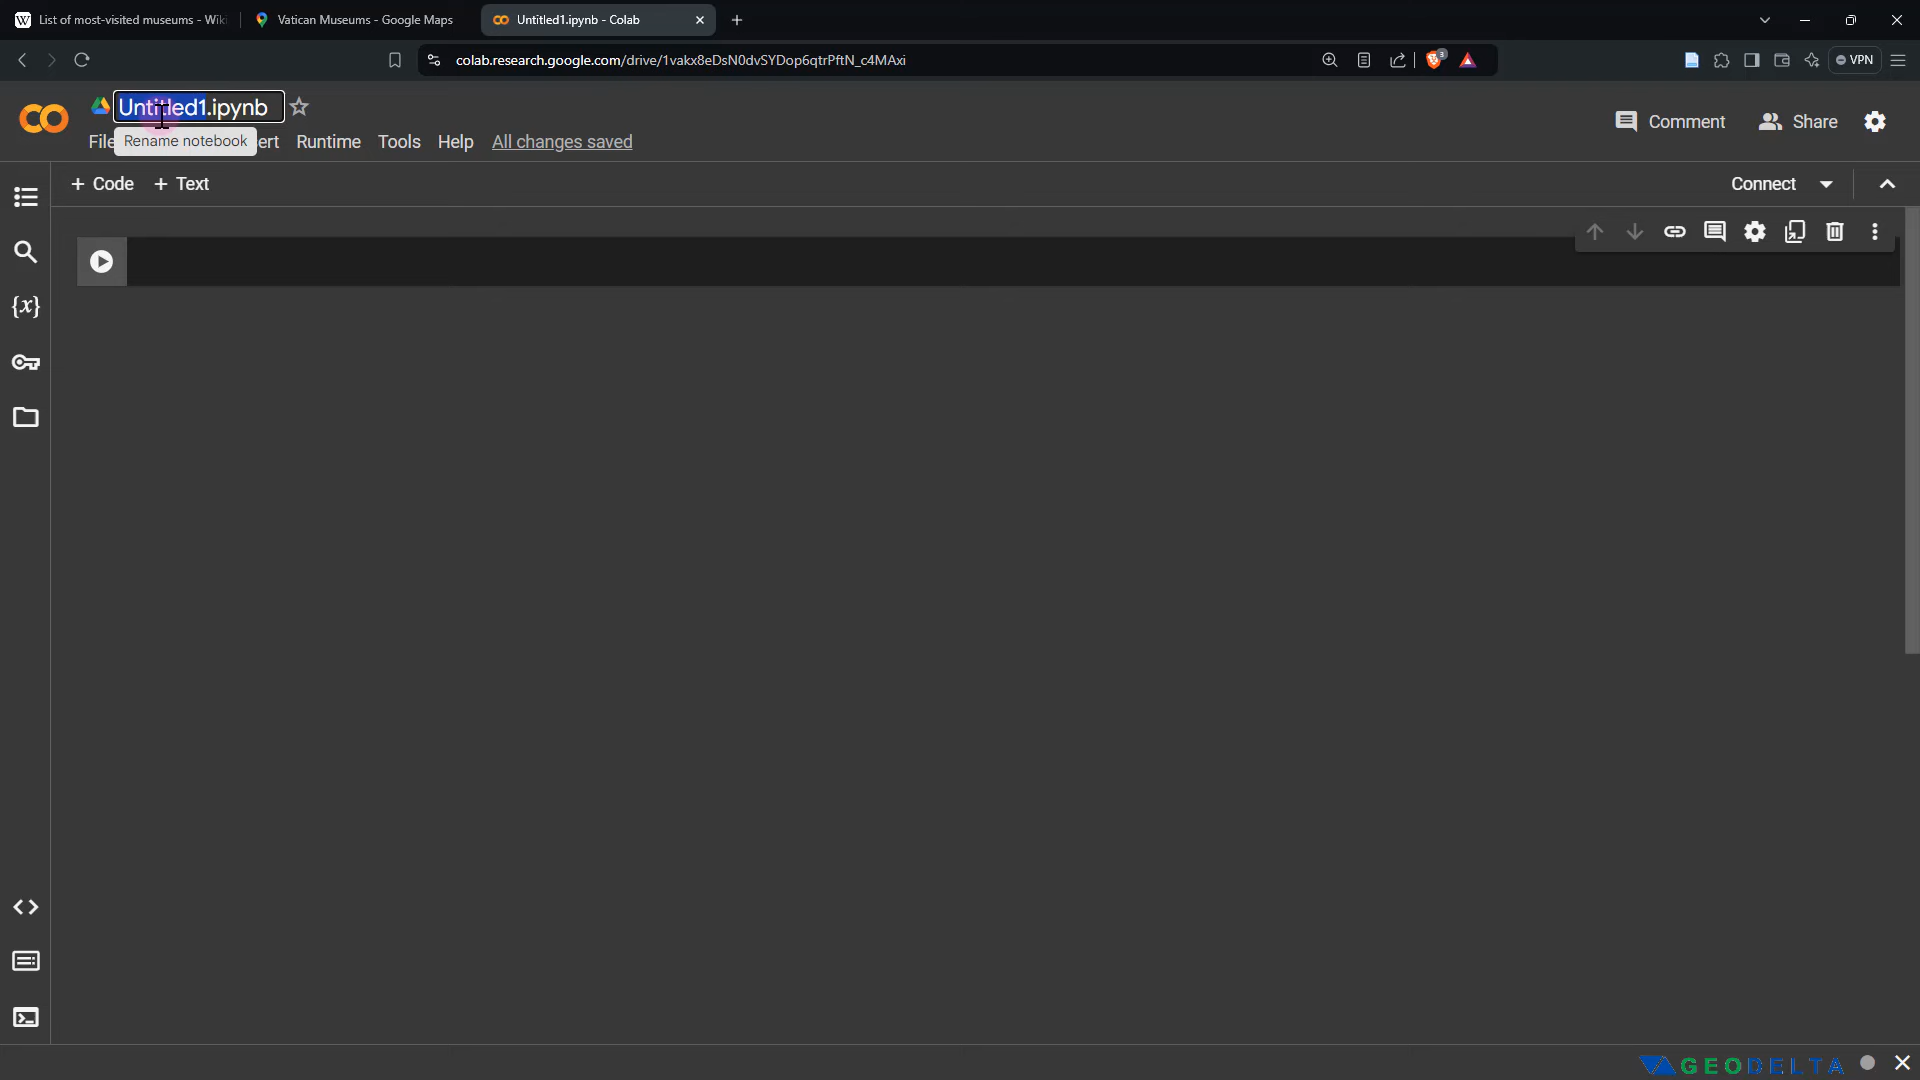 List of most-visited museums - Wiki
Vatican Museums - Google Maps
Untitled1.ipynb - Colab
colab.research.google.com/drive/1vakx8eDsN0dvSYDop6qtrPftN_c4MAxi
3
VPN
Untitled1.ipynb
File
Rename notebook
ert
Runtime
Tools
Help
All changes saved
Comment
Share
+ Code
+ Text
Connect
{x}
GEODELTA